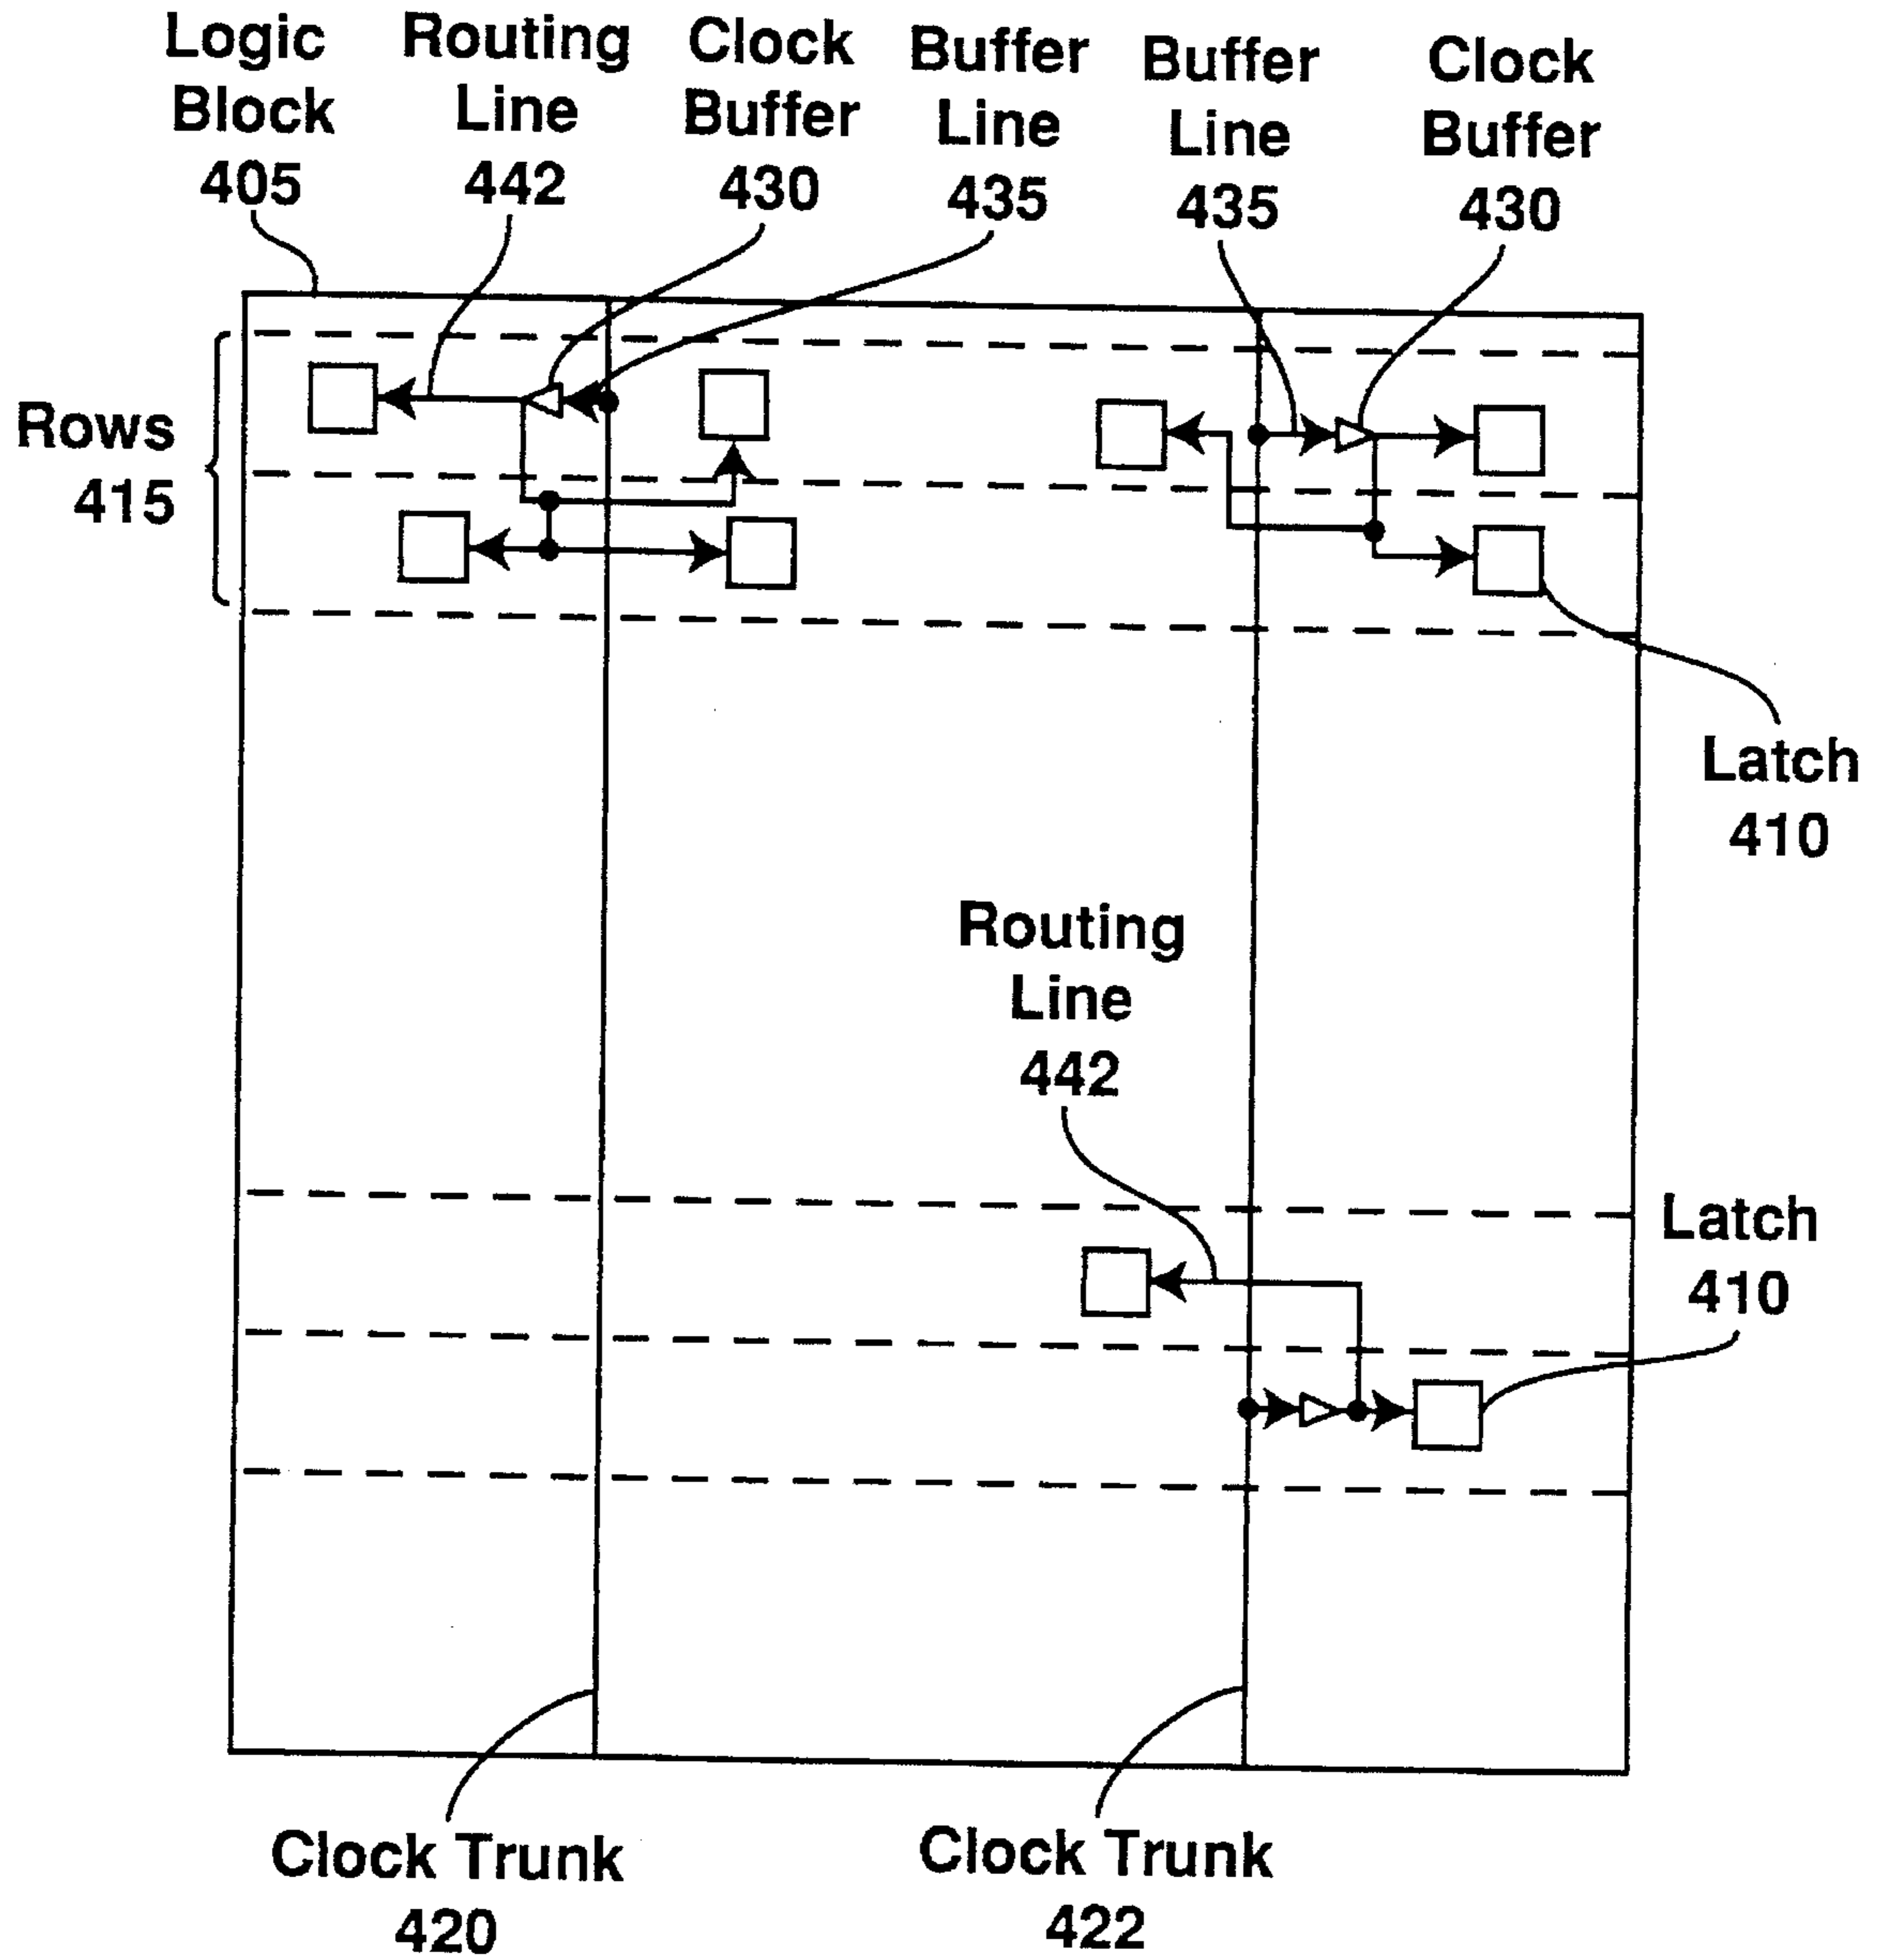 Logic
Block
405
Routing
Line
442
Clock
Buffer
430
Buffer
Line
435
Buffer
Line
435
Clock
Buffer
430
Rows
415
Latch
410
Routing
Line
442
Latch
410
Clock Trunk
420
Clock Trunk
422